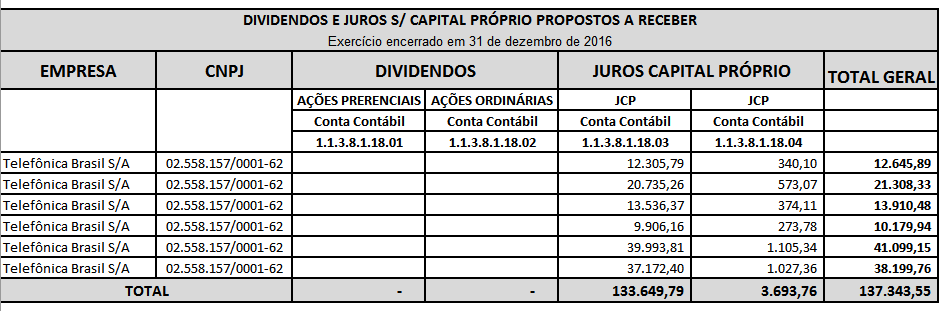 DIVIDENDOS E JUROS S/ CAPITAL PRÓPRIO PROPOSTOS A RECEBER
Exercício encerrado em 31 de dezembro de 2016
EMPRESA CNPJ DIVIDENDOS JUROS CAPITAL PRÓPRIO TOTAL GERAL
AÇÕES PRERENCIAIS AÇÕES ORDINÁRIAS JCP JCP
Conta Contábil Conta Contábil Conta Contábil Conta Contábil
1.1.3.8.1.18.01 1.1.3.8.1.18.02 1.1.3.8.1.18.03 1.1.3.8.1.18.04
Telefônica Brasil S/A 02.558.157/0001-62 12.305,79 340,10 12.645,89
Telefônica Brasil S/A 02.558.157/0001-62 20.735,26 573,07 21.308,33
Telefônica Brasil S/A 02.558.157/0001-62 13.536,37 374,11 13.910,48
Telefônica Brasil S/A 02.558.157/0001-62 9.906,16 273,78 10.179,94
Telefônica Brasil S/A 02.558.157/0001-62 39.993,81 1.105,34 41.099,15
Telefônica Brasil S/A 02.558.157/0001-62 37.172,40 1.027,36 38.199,76
TOTAL - - 133.649,79 3.693,76 137.343,55